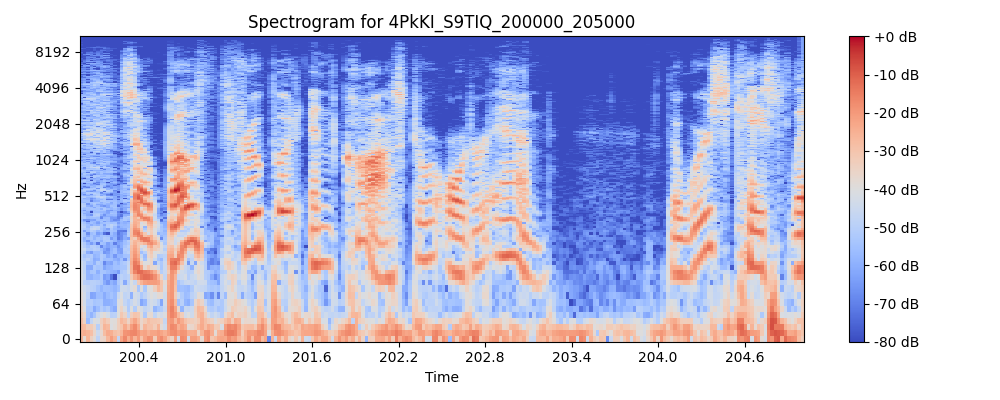 Spectrogram for 4PkKI_S9TIQ_200000_205000
8192
4096
2048
1024
512
256
128
64
0
Hz
200.4 201.0 201.6 202.2 202.8 203.4 204.0 204.6
Time
+0 dB
-10 dB
-20 dB
-30 dB
-40 dB
-50 dB
-60 dB
-70 dB
-80 dB